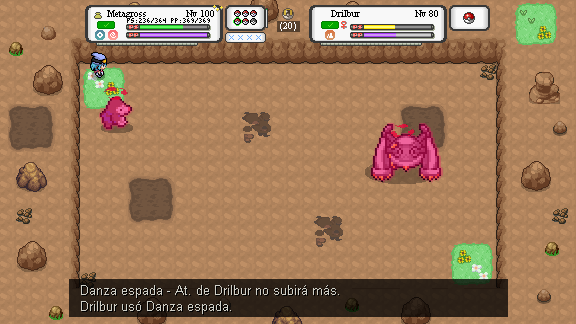 Metagross Nv 100
PS:236/364 PP:369/369
(20)
Drilbur Nv 80
Danza espada - At. de Drilbur no subirá más.
Drilbur usó Danza espada.